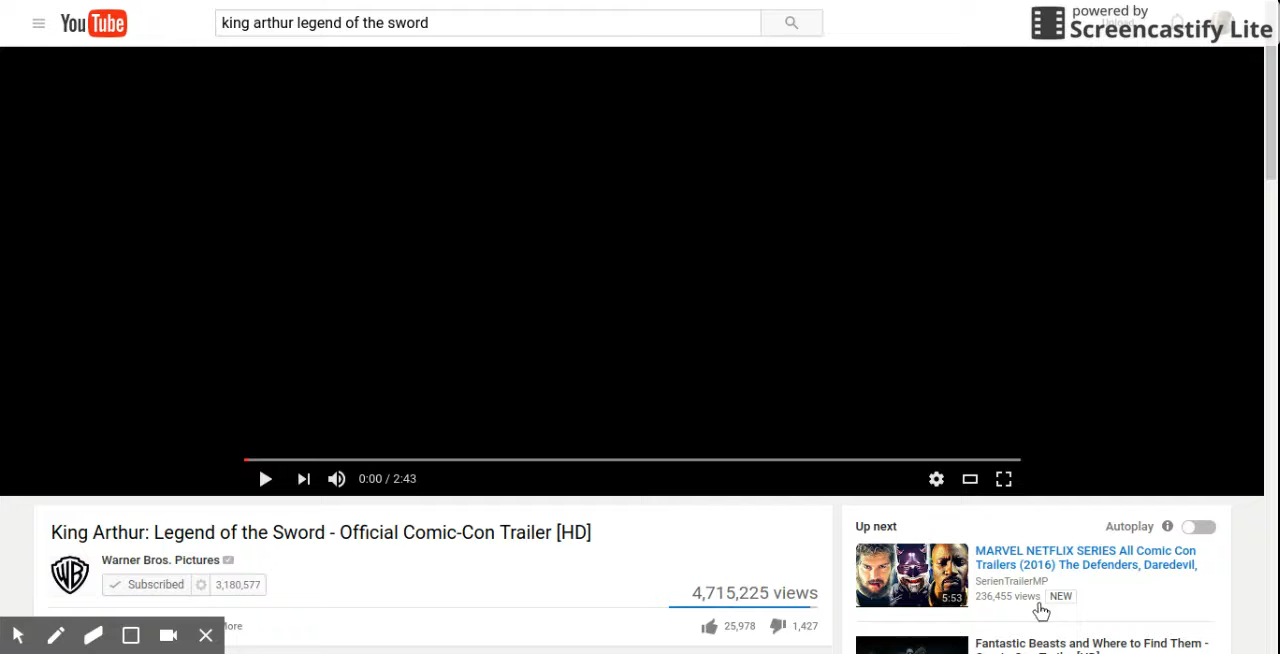 YouTube
king arthur legend of the sword
powered by
Screencastify Lite
0:00 / 2:43
King Arthur: Legend of the Sword - Official Comic-Con Trailer [HD]
Warner Bros. Pictures
Subscribed 3,180,577
4,715,225 views
25,978 1,427
Up next Autoplay
MARVEL NETFLIX SERIES All Comic Con
Trailers (2016) The Defenders, Daredevil,
SerienTrailerMP
236,455 views NEW
5:53
Fantastic Beasts and Where to Find Them -